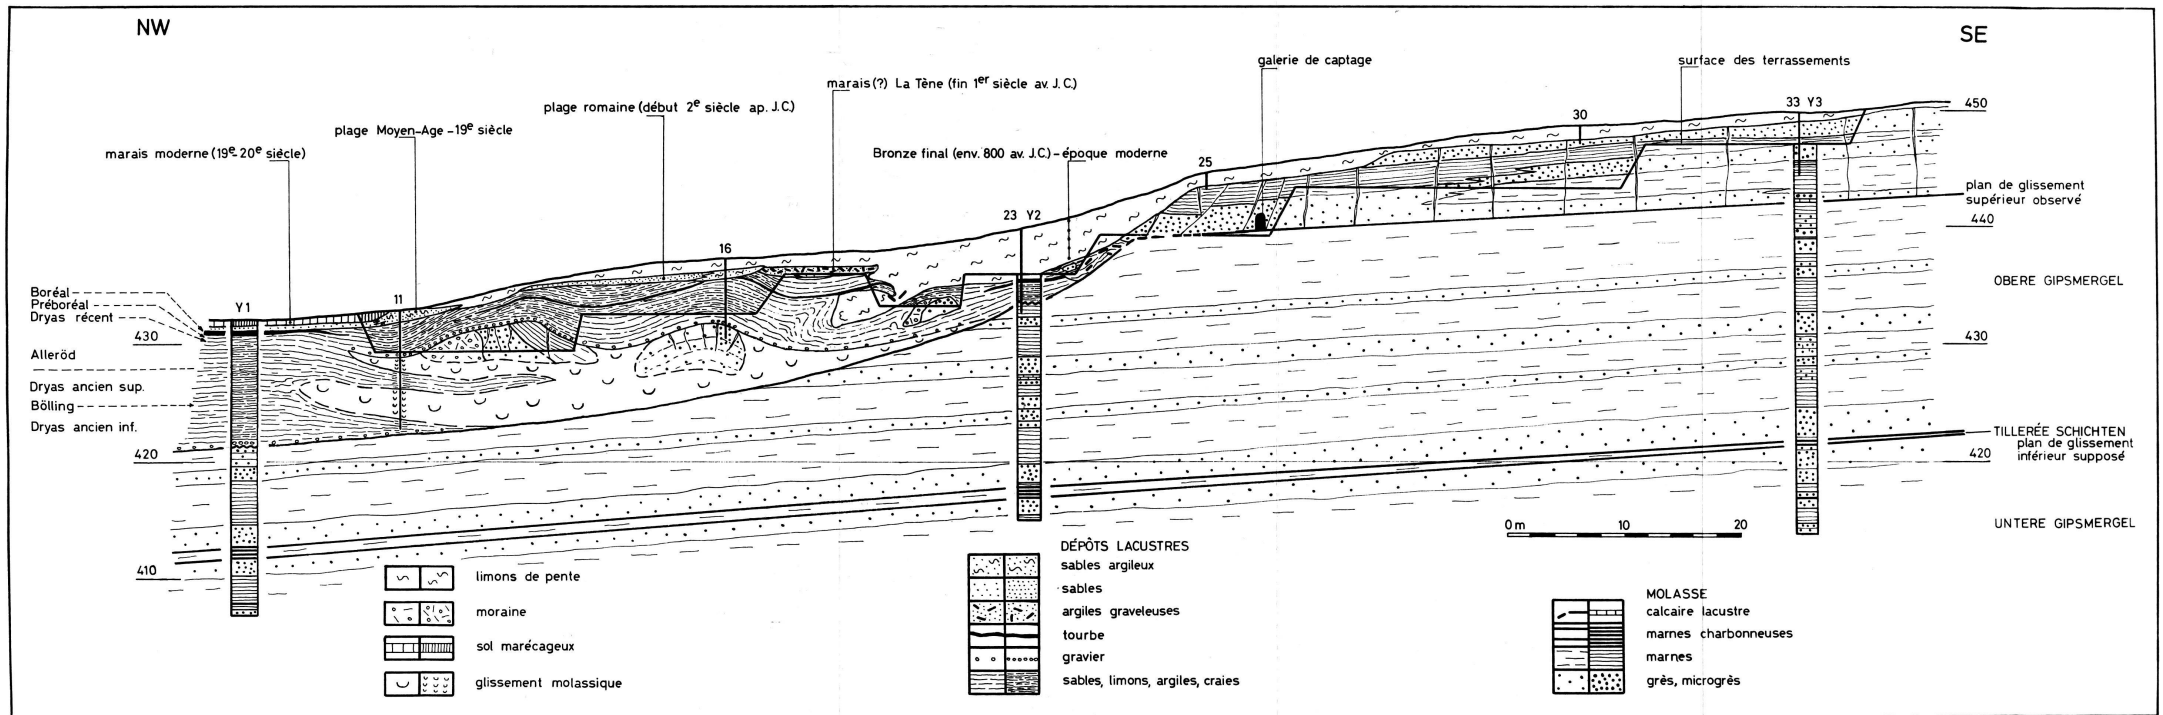 NW
SE
galerie de captage
surface des terrassements
marais (?) La Tène (fin 1er siècle av. J.C.)
plage romaine (début 2e siècle ap. J.C.)
plage Moyen-Age - 19e siècle
marais moderne (19e-20e siècle)
Bronze final (env. 800 av. J.C.) - époque moderne
450
33 Y3
30
25
23 Y2
16
11
Y1
plan de glissement
supérieur observé
440
OBERE GIPSMERGEL
430
Boréal
Préboréal
Dryas récent
430
Alleröd
Dryas ancien sup.
Bölling
Dryas ancien inf.
420
410
TILLERÉE SCHICHTEN
plan de glissement
inférieur supposé
420
UNTERE GIPSMERGEL
0 m 10 20
limons de pente
moraine
sol marécageux
glissement molassique
DÉPÔTS LACUSTRES
sables argileux
sables
argiles graveleuses
tourbe
gravier
sables, limons, argiles, craies
MOLASSE
calcaire lacustre
marnes charbonneuses
marnes
grès, microgrès